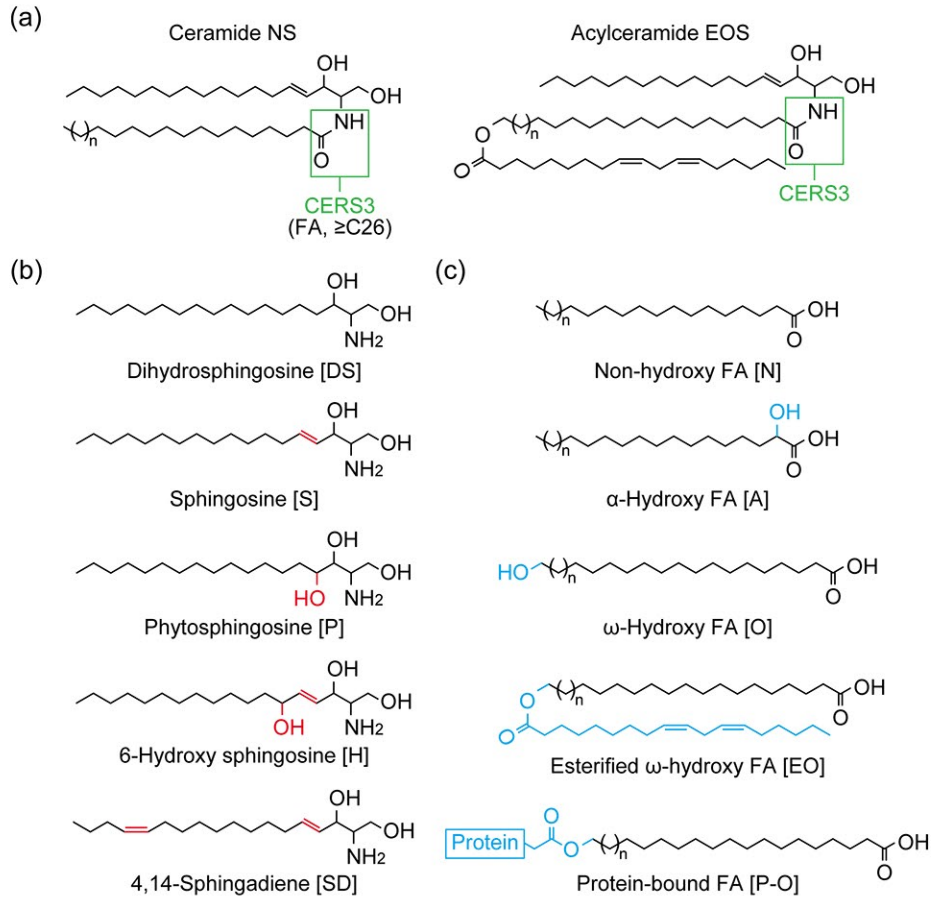 (a)
Ceramide NS
OH
OH
NH
( )n
O
CERS3
(FA, ≥C26)
Acylceramide EOS
OH
OH
NH
O
( )n
O
O
CERS3
(b)
OH
OH
NH2
Dihydrosphingosine [DS]
OH
OH
NH2
Sphingosine [S]
OH
OH
HO
NH2
Phytosphingosine [P]
OH
OH
OH
NH2
6-Hydroxy sphingosine [H]
OH
OH
NH2
4,14-Sphingadiene [SD]
(c)
( )n
OH
O
Non-hydroxy FA [N]
OH
( )n
OH
O
α-Hydroxy FA [A]
HO
( )n
OH
O
ω-Hydroxy FA [O]
O
( )n
OH
O
O
Esterified ω-hydroxy FA [EO]
Protein
O
O
( )n
OH
O
Protein-bound FA [P-O]